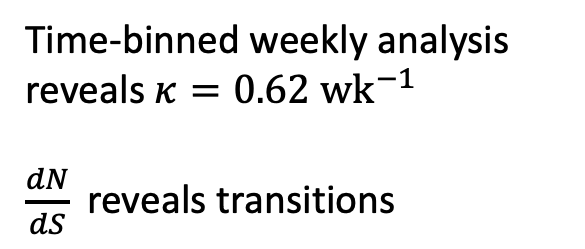 Time-binned weekly analysis
reveals κ = 0.62 wk⁻¹
dN/dS reveals transitions